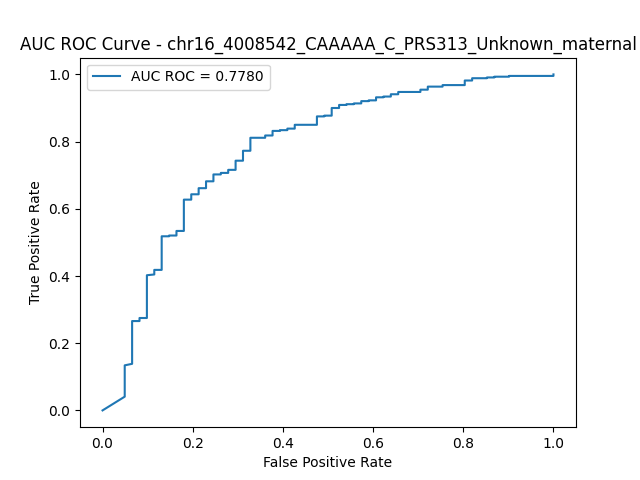 AUC ROC Curve - chr16_4008542_CAAAAA_C_PRS313_Unknown_maternal
AUC ROC = 0.7780
1.0
0.8
0.6
0.4
0.2
0.0
True Positive Rate
0.0 0.2 0.4 0.6 0.8 1.0
False Positive Rate